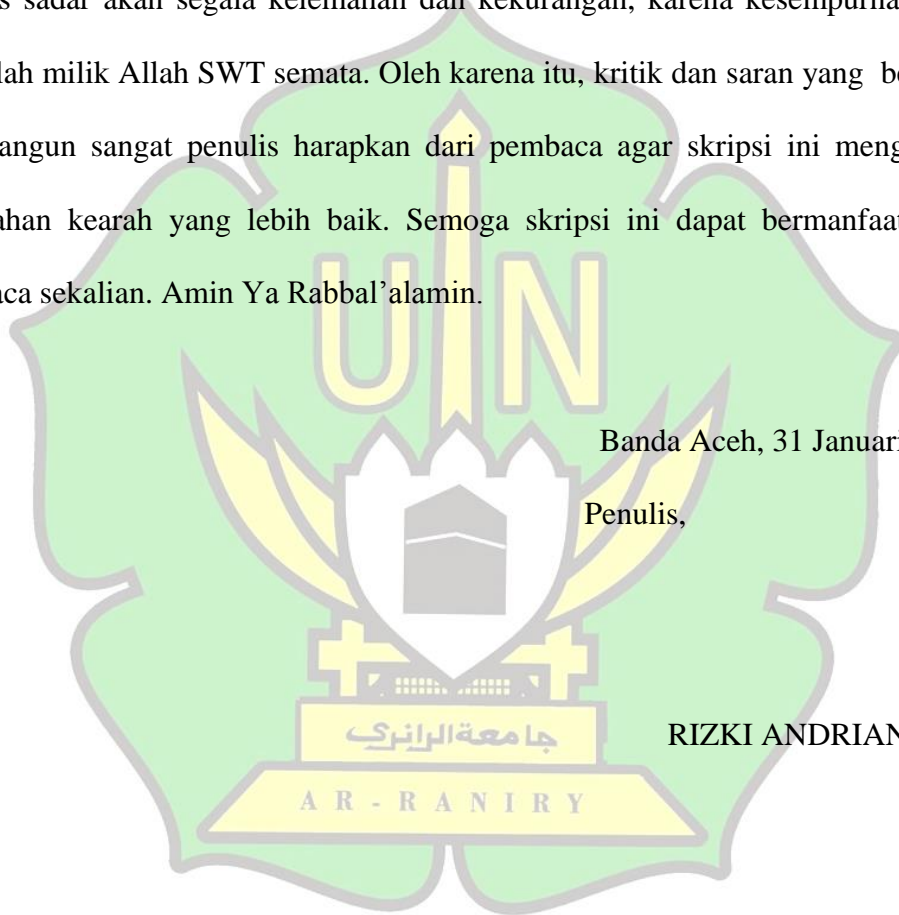 s sadar akan segala kelemahan dan kekurangan, karena kesempurna
lah milik Allah SWT semata. Oleh karena itu, kritik dan saran yang be
angun sangat penulis harapkan dari pembaca agar skripsi ini meng
ahan kearah yang lebih baik. Semoga skripsi ini dapat bermanfaat
aca sekalian. Amin Ya Rabbal’alamin.
UIN
Banda Aceh, 31 Januari
Penulis,
جامعة الرانري
RIZKI ANDRIAN
AR-RANIRY